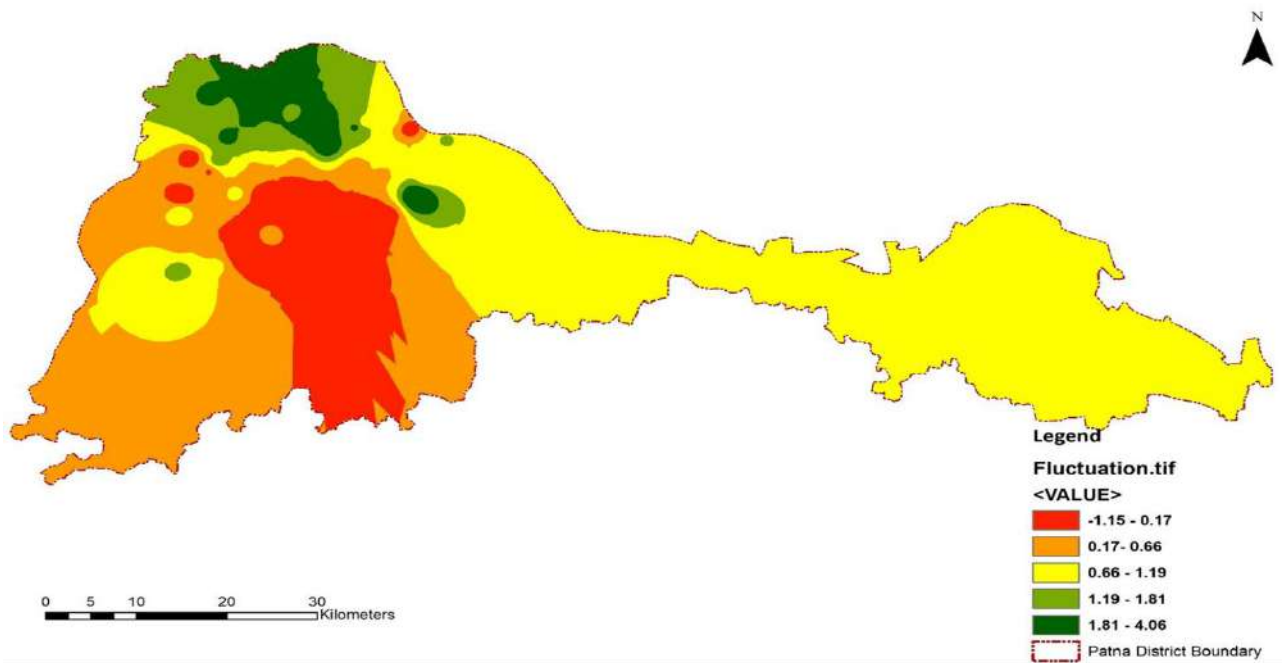 N
Legend
Fluctuation.tif
<VALUE>
-1.15 - 0.17
0.17- 0.66
0.66 - 1.19
1.19 - 1.81
1.81 - 4.06
Patna District Boundary
0 5 10 20 30
Kilometers